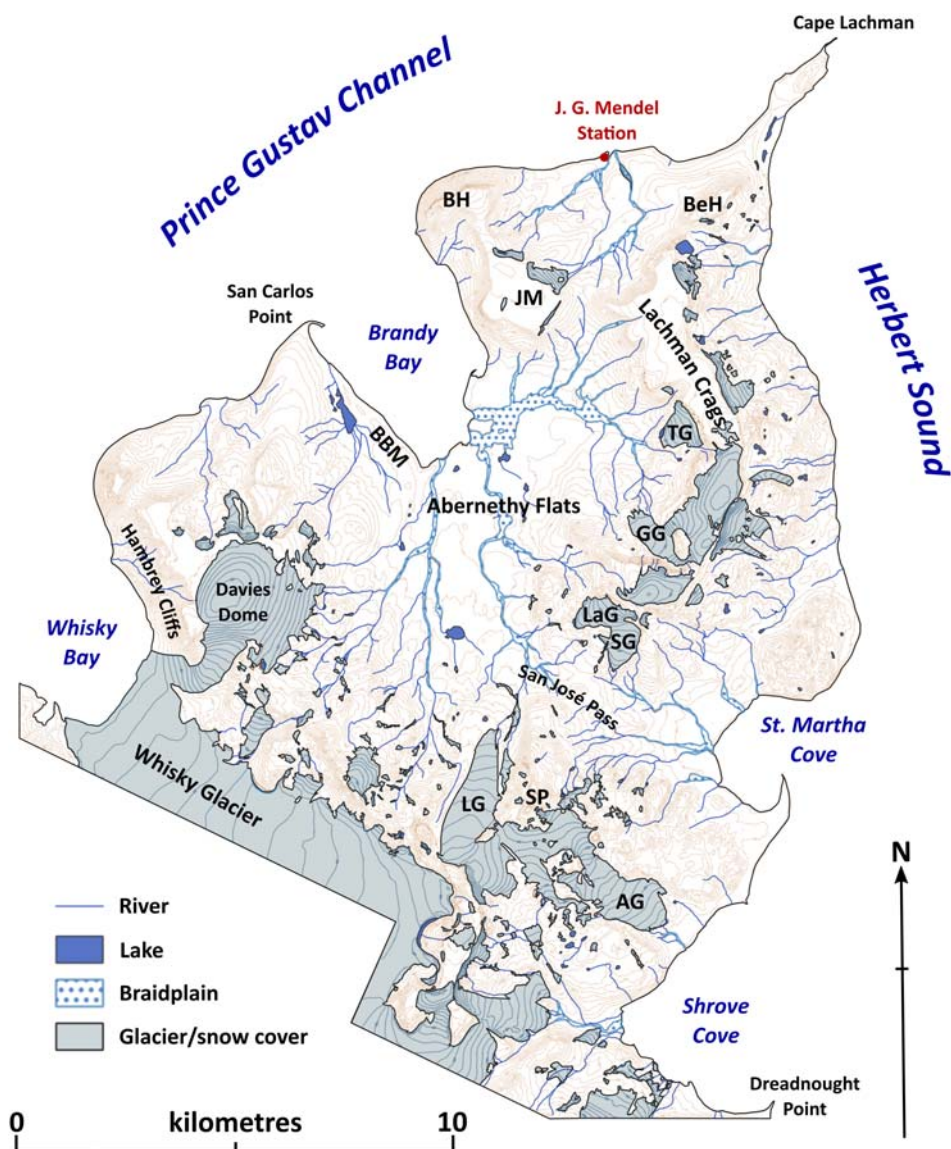 Cape Lachman
Prince Gustav Channel
J. G. Mendel
Station
BH
BeH
JM
San Carlos
Point
Brandy
Bay
Lachman Crags
Herbert Sound
TG
BBM
Abernethy Flats
GG
Hambrey Cliffs
Davies
Dome
LaG
SG
Whisky
Bay
San José Pass
St. Martha
Cove
Whisky Glacier
LG
SP
AG
N
River
Lake
Braidplain
Glacier/snow cover
Shrove
Cove
Dreadnought
Point
0 kilometres 10